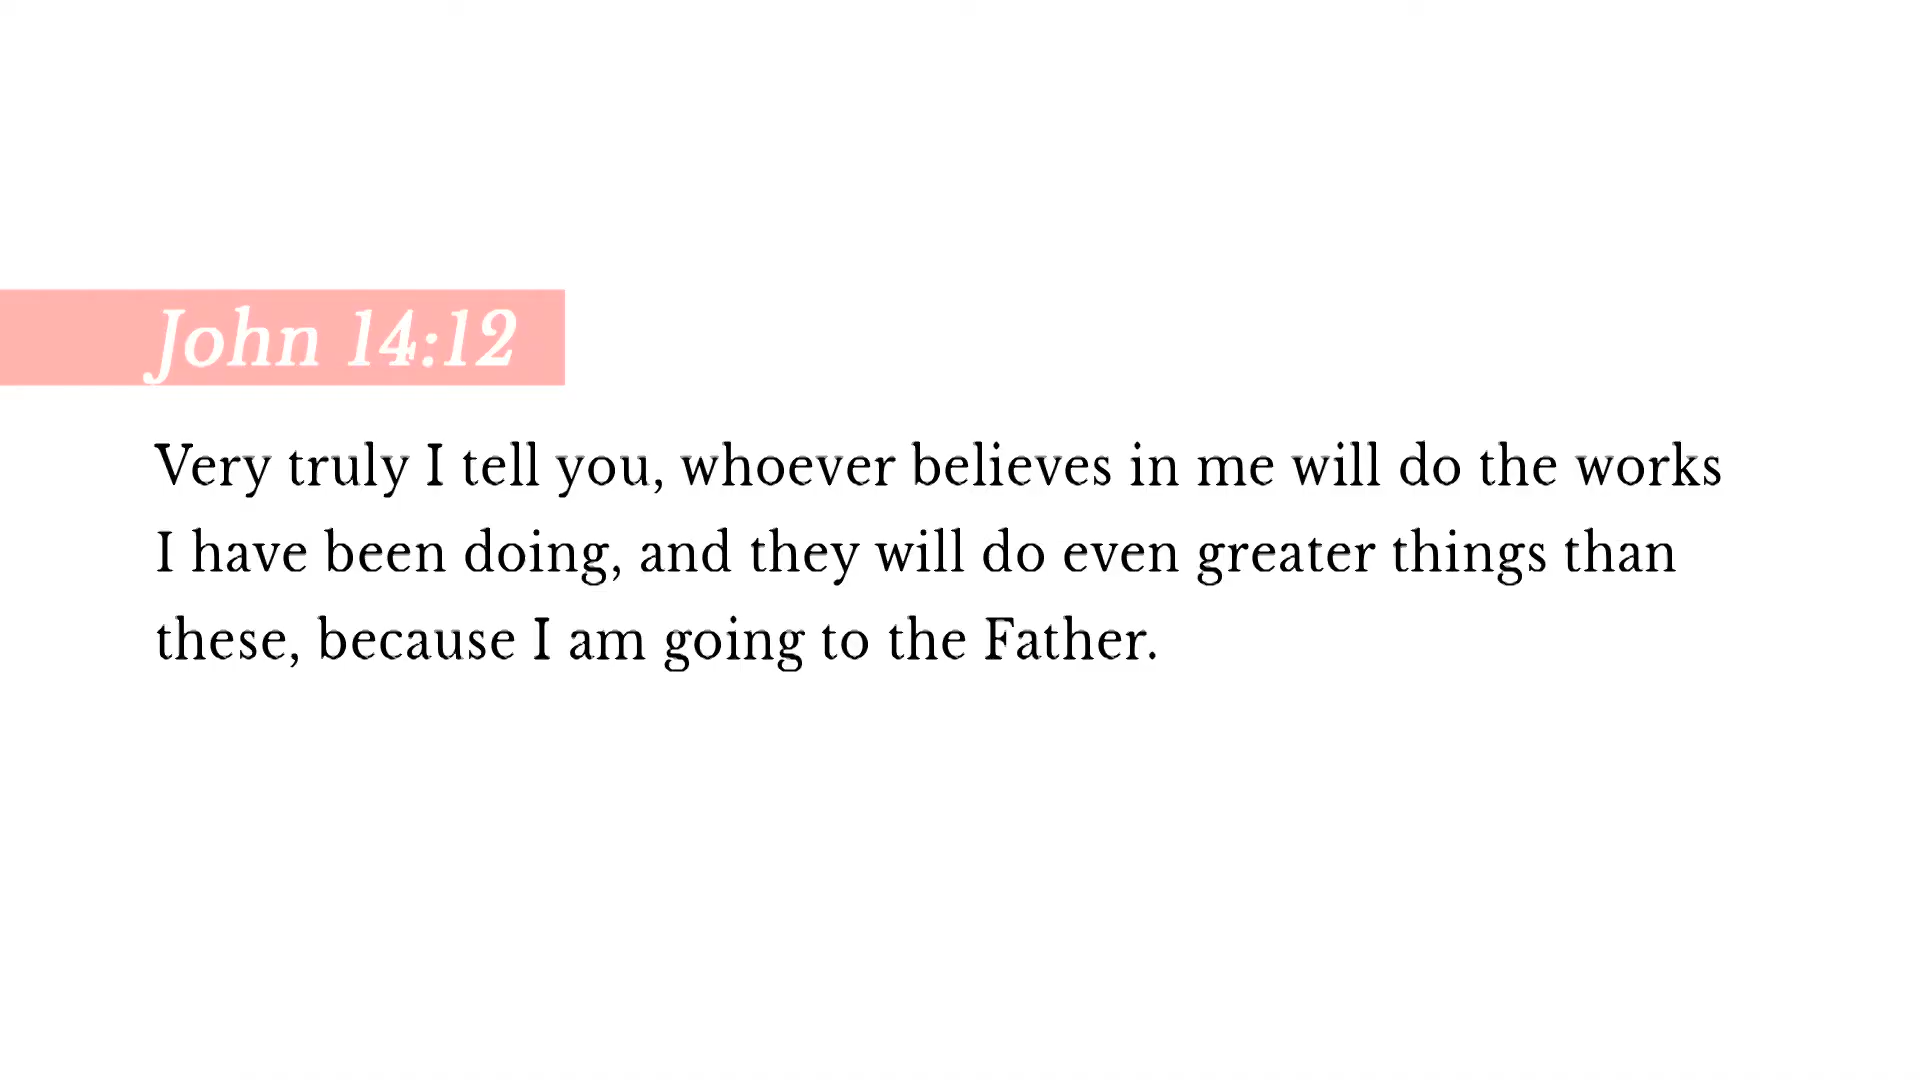 John 14:12
Very truly I tell you, whoever believes in me will do the works
I have been doing, and they will do even greater things than
these, because I am going to the Father.